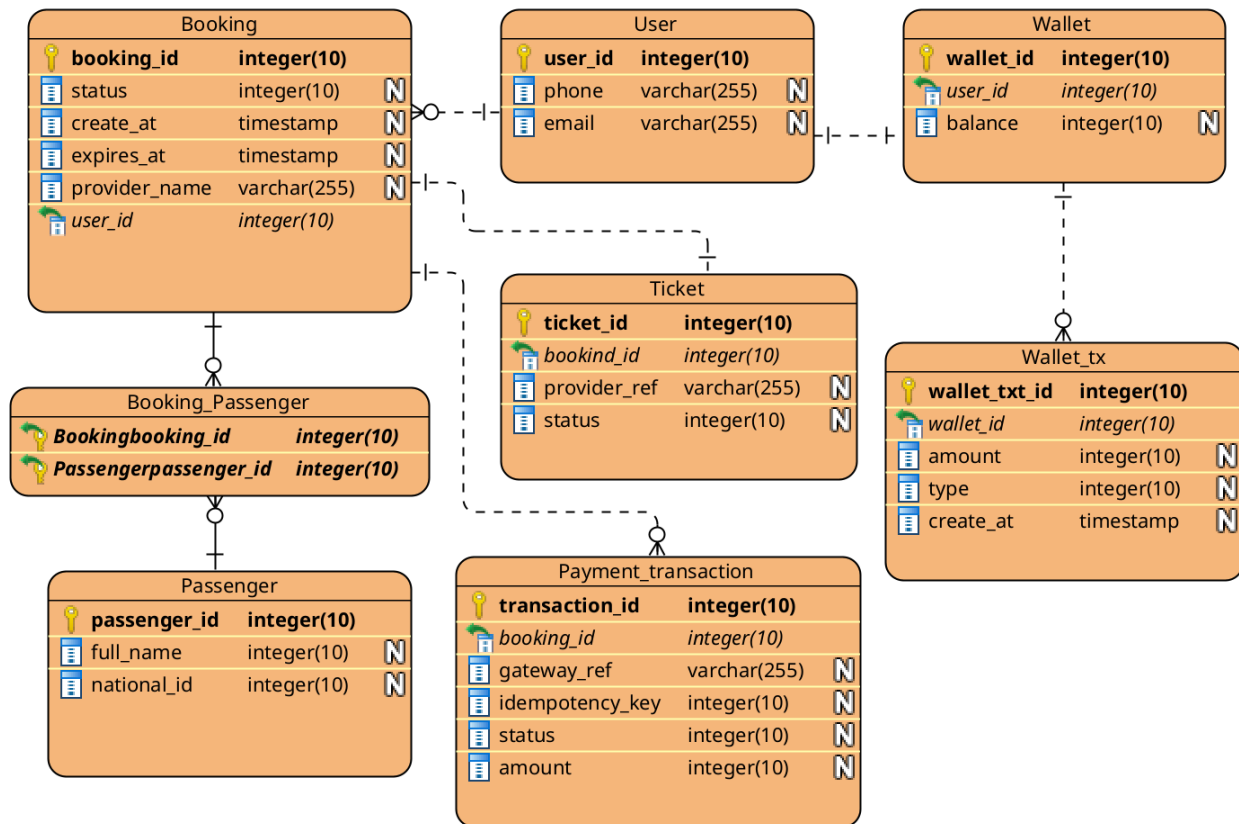 Booking
booking_id integer(10)
status integer(10) N
create_at timestamp N
expires_at timestamp N
provider_name varchar(255) N
user_id integer(10)
User
user_id integer(10)
phone varchar(255) N
email varchar(255) N
Wallet
wallet_id integer(10)
user_id integer(10)
balance integer(10) N
Ticket
ticket_id integer(10)
bookind_id integer(10)
provider_ref varchar(255) N
status integer(10) N
Wallet_tx
wallet_txt_id integer(10)
wallet_id integer(10)
amount integer(10) N
type integer(10) N
create_at timestamp N
Booking_Passenger
Bookingbooking_id integer(10)
Passengerpassenger_id integer(10)
Passenger
passenger_id integer(10)
full_name integer(10) N
national_id integer(10) N
Payment_transaction
transaction_id integer(10)
booking_id integer(10)
gateway_ref varchar(255) N
idempotency_key integer(10) N
status integer(10) N
amount integer(10) N